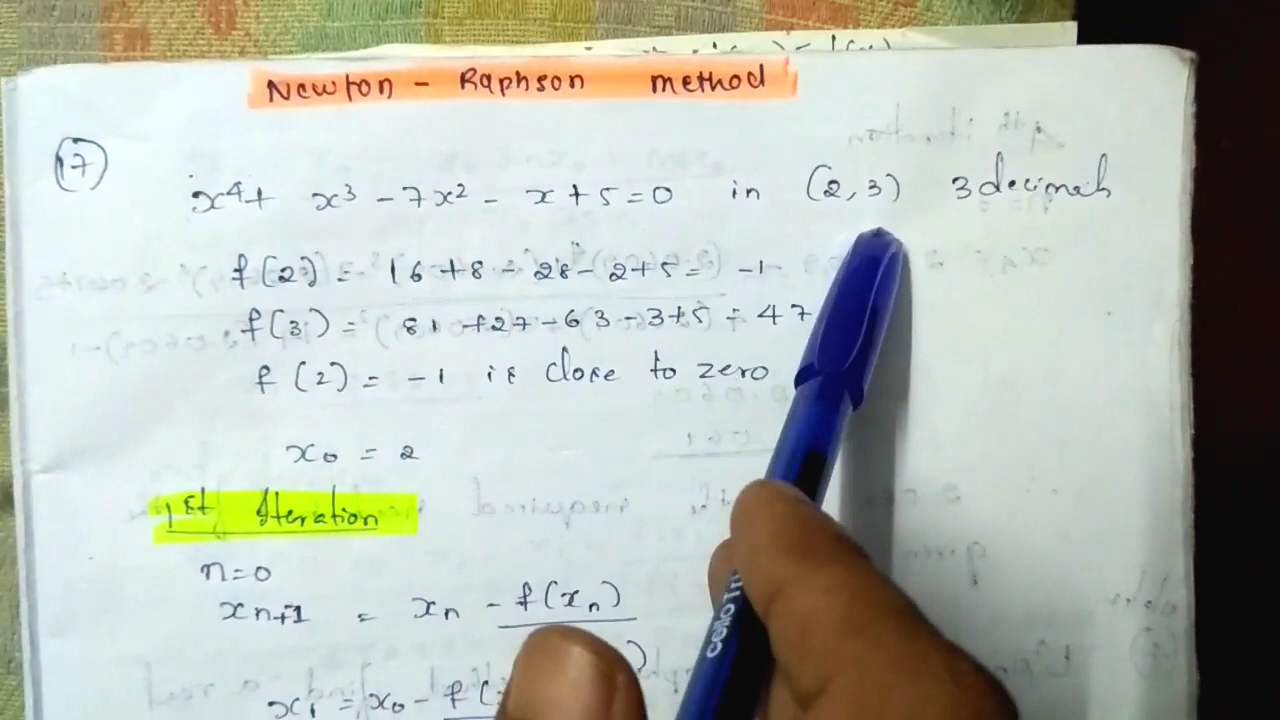 Newton - Raphson method
17
x⁴ + x³ - 7x² - x + 5 = 0 in (2, 3) 3 decimals
f(2) = 16 + 8 - 28 - 2 + 5 = -1
f(3) = 81 + 27 - 63 - 3 + 5 = 47
f(2) = -1 is close to zero
x₀ = 2
1st Iteration
n = 0
xₙ₊₁ = xₙ - f(xₙ)
x₁ = x₀ - f(
cello